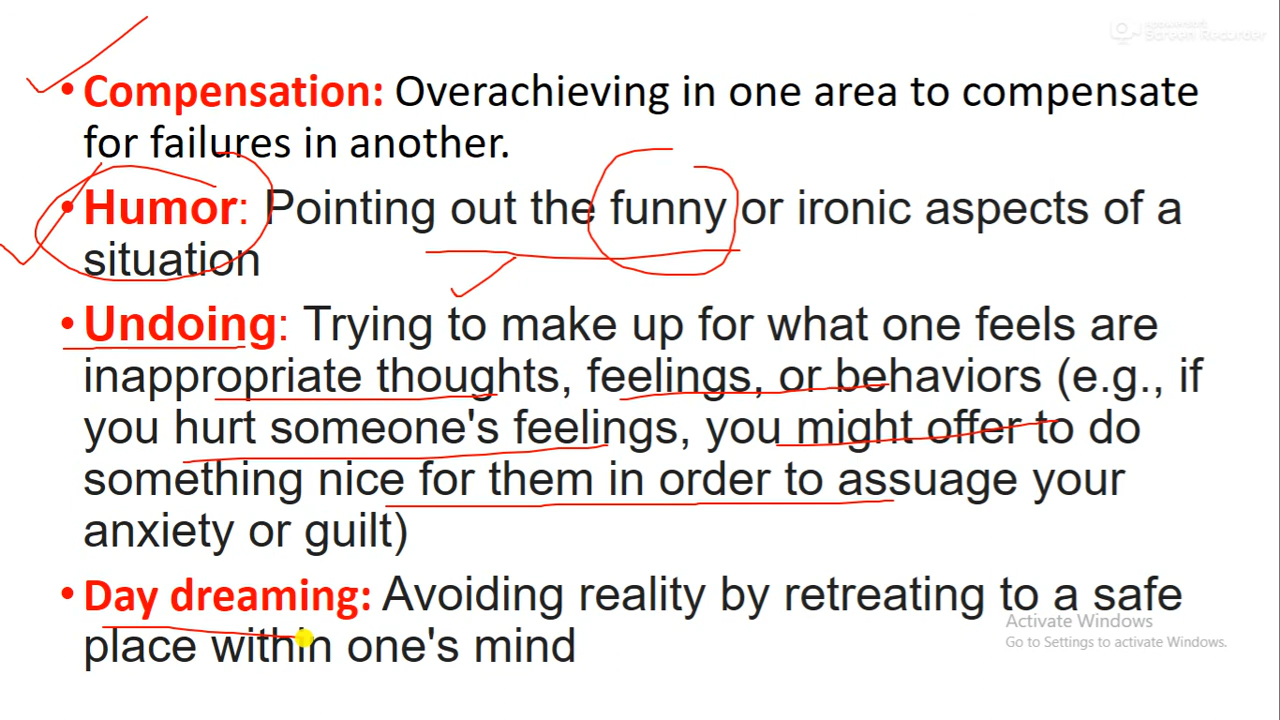 Screen Recorder
• Compensation: Overachieving in one area to compensate
for failures in another.
• Humor: Pointing out the funny or ironic aspects of a
situation
• Undoing: Trying to make up for what one feels are
inappropriate thoughts, feelings, or behaviors (e.g., if
you hurt someone's feelings, you might offer to do
something nice for them in order to assuage your
anxiety or guilt)
• Day dreaming: Avoiding reality by retreating to a safe
place within one's mind
Activate Windows
Go to Settings to activate Windows.